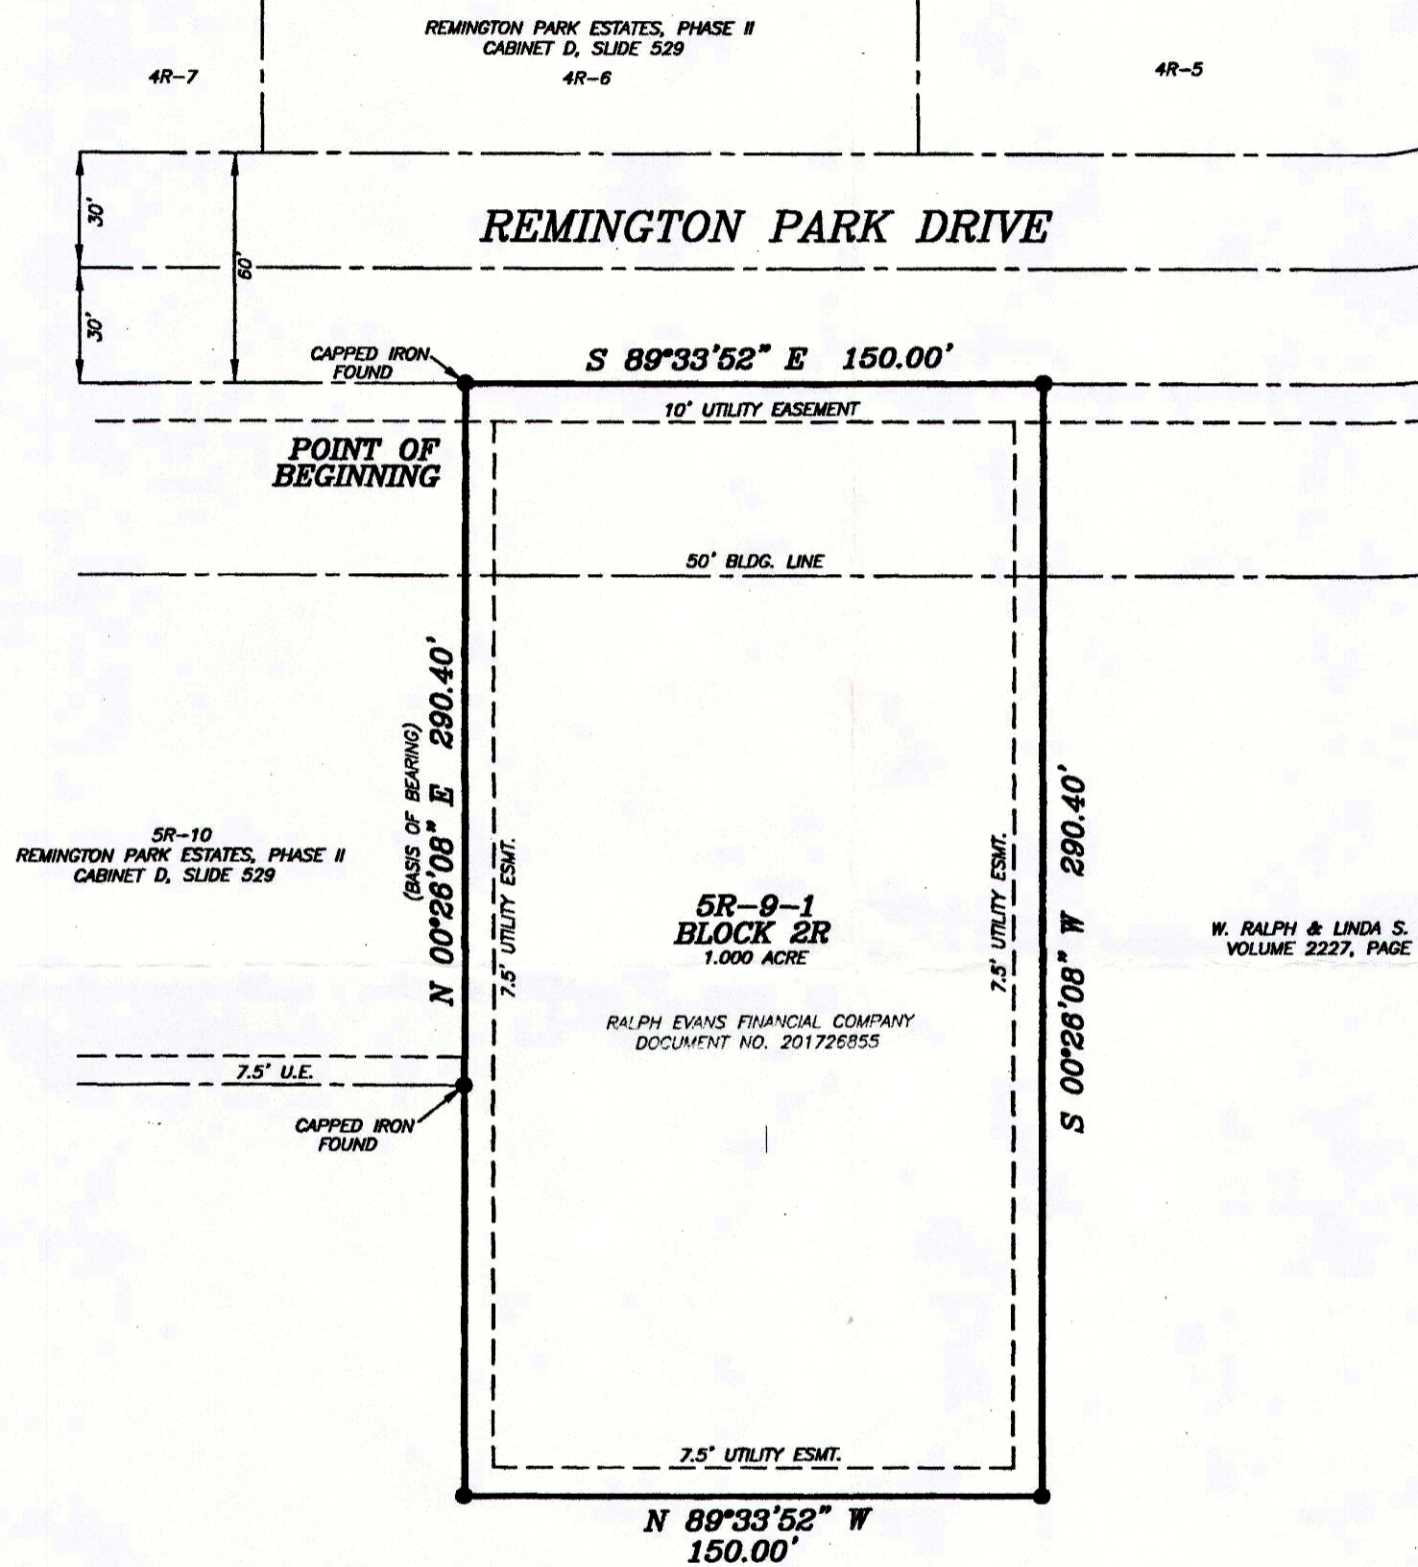 REMINGTON PARK ESTATES, PHASE II
CABINET D, SLIDE 529
4R-7
4R-6
4R-5
30'
60'
30'
REMINGTON PARK DRIVE
CAPPED IRON
FOUND
S 89°33'52" E 150.00'
10' UTILITY EASEMENT
POINT OF
BEGINNING
50' BLDG. LINE
(BASIS OF BEARING)
N 00°26'08" E 290.40'
7.5' UTILITY ESMT.
5R-10
REMINGTON PARK ESTATES, PHASE II
CABINET D, SLIDE 529
5R-9-1
BLOCK 2R
1.000 ACRE
RALPH EVANS FINANCIAL COMPANY
DOCUMENT NO. 201726855
7.5' UTILITY ESMT.
S 00°26'08" W 290.40'
W. RALPH & LINDA S.
VOLUME 2227, PAGE
7.5' U.E.
CAPPED IRON
FOUND
7.5' UTILITY ESMT.
N 89°33'52" W
150.00'